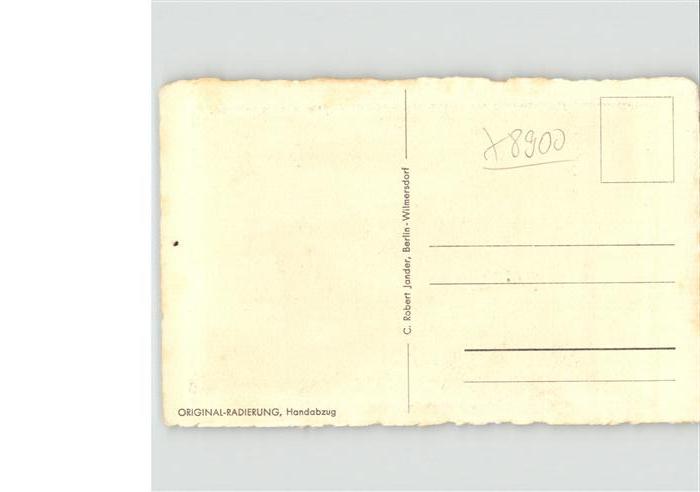 x8900
C. Robert Jander, Berlin-Wilmersdorf
ORIGINAL-RADIERUNG, Handabzug